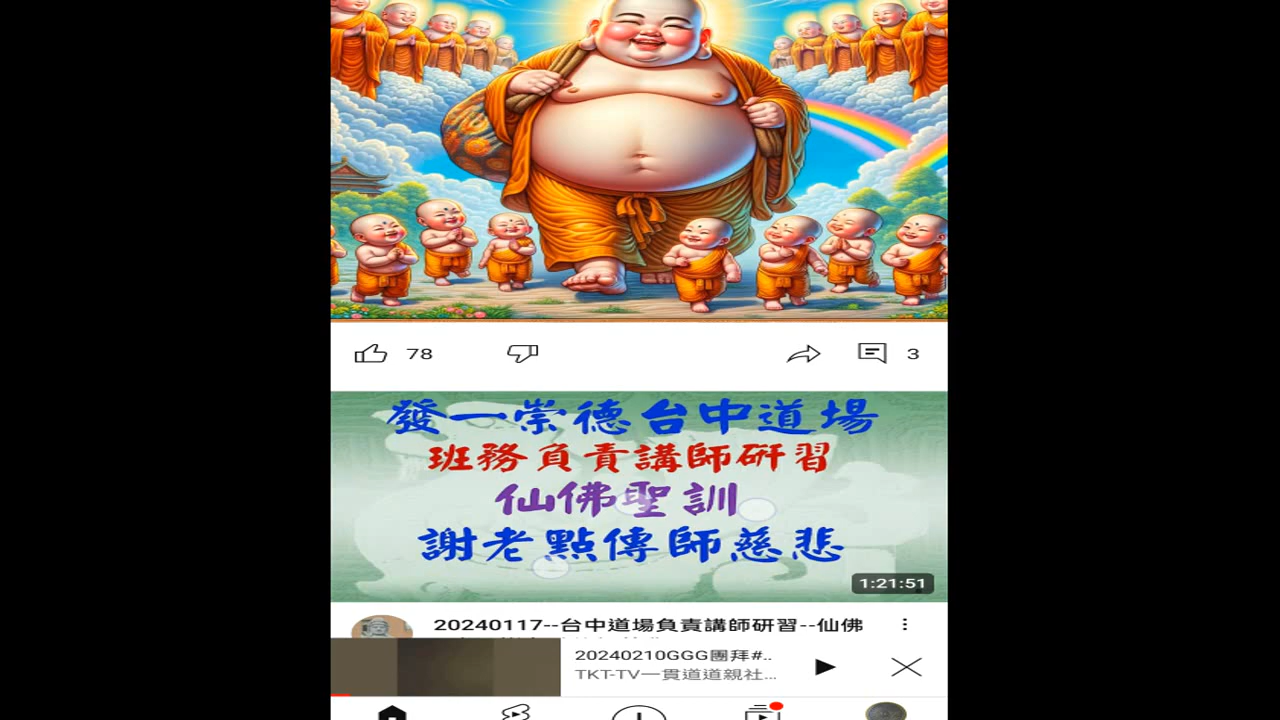 78
3
發一崇德台中道場
班務負責講師研習
仙佛聖訓
謝老點傳師慈悲
1:21:51
20240117--台中道場負責講師研習--仙佛
20240210GGG團拜#..
TKT-TV一貫道道親社...